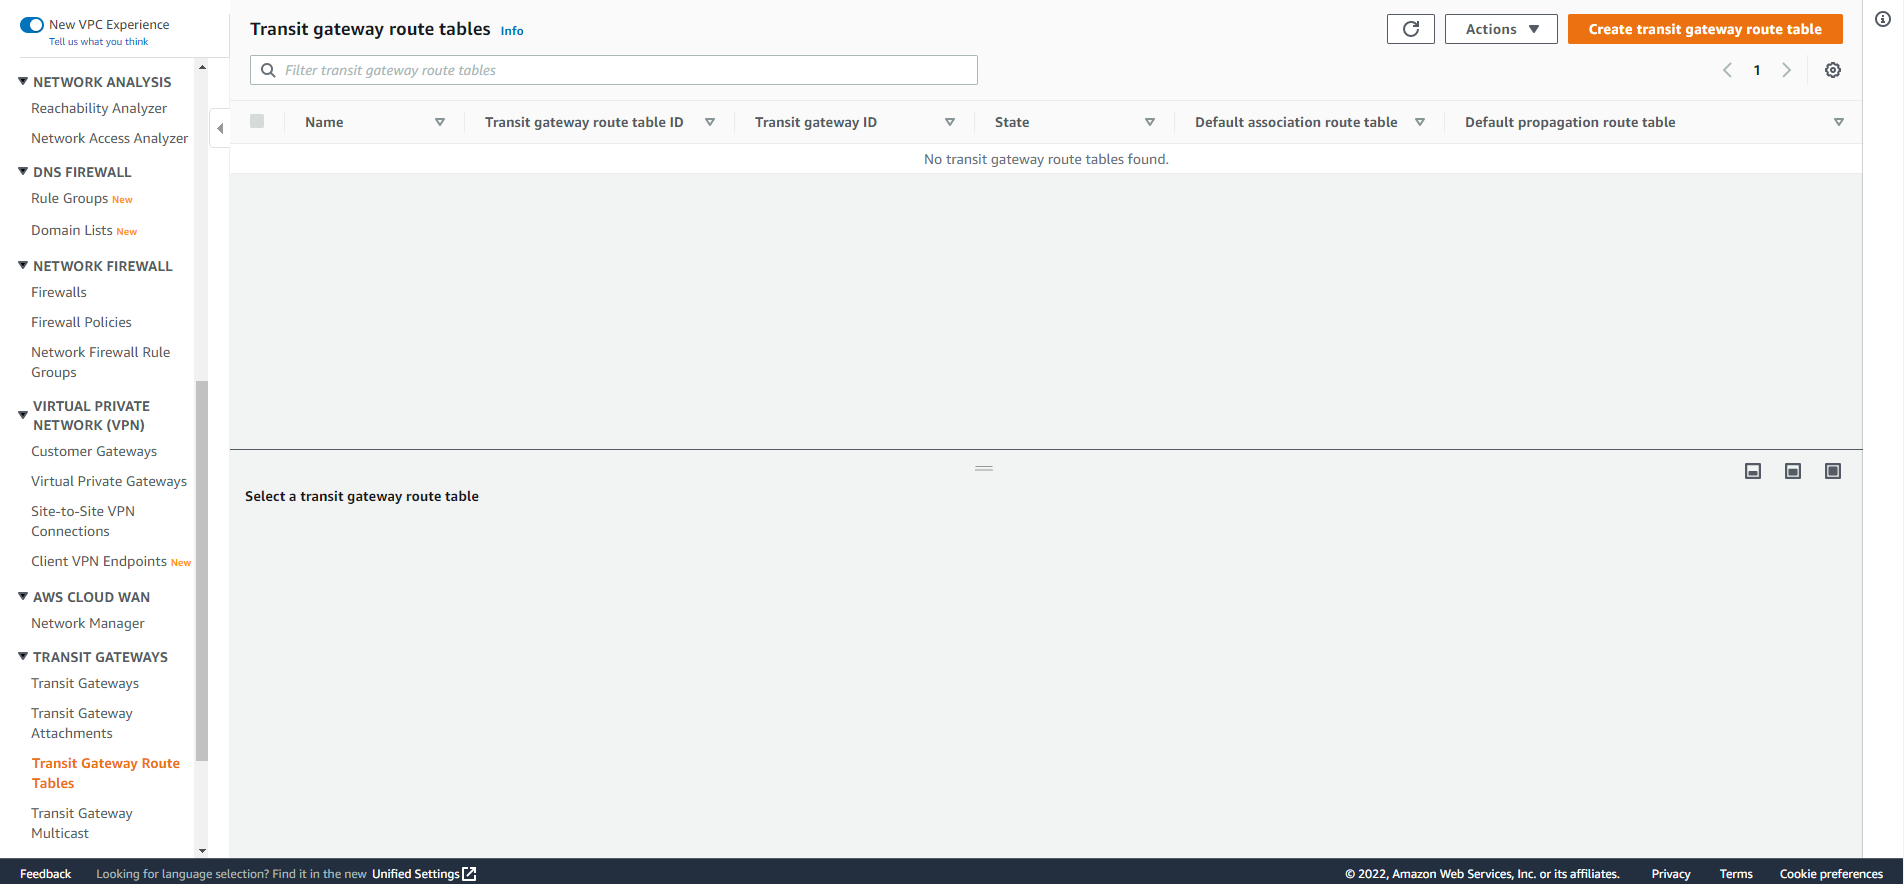 New VPC Experience
Tell us what you think
NETWORK ANALYSIS
Reachability Analyzer
Network Access Analyzer
DNS FIREWALL
Rule Groups New
Domain Lists New
NETWORK FIREWALL
Firewalls
Firewall Policies
Network Firewall Rule
Groups
VIRTUAL PRIVATE
NETWORK (VPN)
Customer Gateways
Virtual Private Gateways
Site-to-Site VPN
Connections
Client VPN Endpoints New
AWS CLOUD WAN
Network Manager
TRANSIT GATEWAYS
Transit Gateways
Transit Gateway
Attachments
Transit Gateway Route
Tables
Transit Gateway
Multicast
Transit gateway route tables Info
Actions
Create transit gateway route table
Filter transit gateway route tables
1
Name Transit gateway route table ID Transit gateway ID State Default association route table Default propagation route table
No transit gateway route tables found.
Select a transit gateway route table
Feedback Looking for language selection? Find it in the new Unified Settings © 2022, Amazon Web Services, Inc. or its affiliates. Privacy Terms Cookie preferences